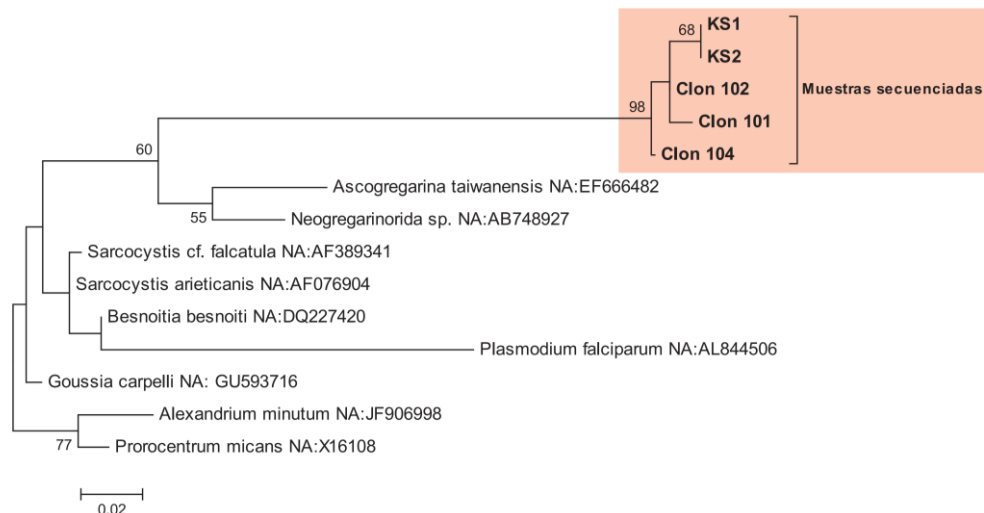 KS1
68
KS2
Clon 102
Muestras secuenciadas
98
Clon 101
60
Clon 104
Ascogregarina taiwanensis NA:EF666482
55
Neogregarinorida sp. NA:AB748927
Sarcocystis cf. falcatula NA:AF389341
Sarcocystis arieticanis NA:AF076904
Besnoitia besnoiti NA:DQ227420
Plasmodium falciparum NA:AL844506
Goussia carpelli NA: GU593716
Alexandrium minutum NA:JF906998
77
Prorocentrum micans NA:X16108
0.02